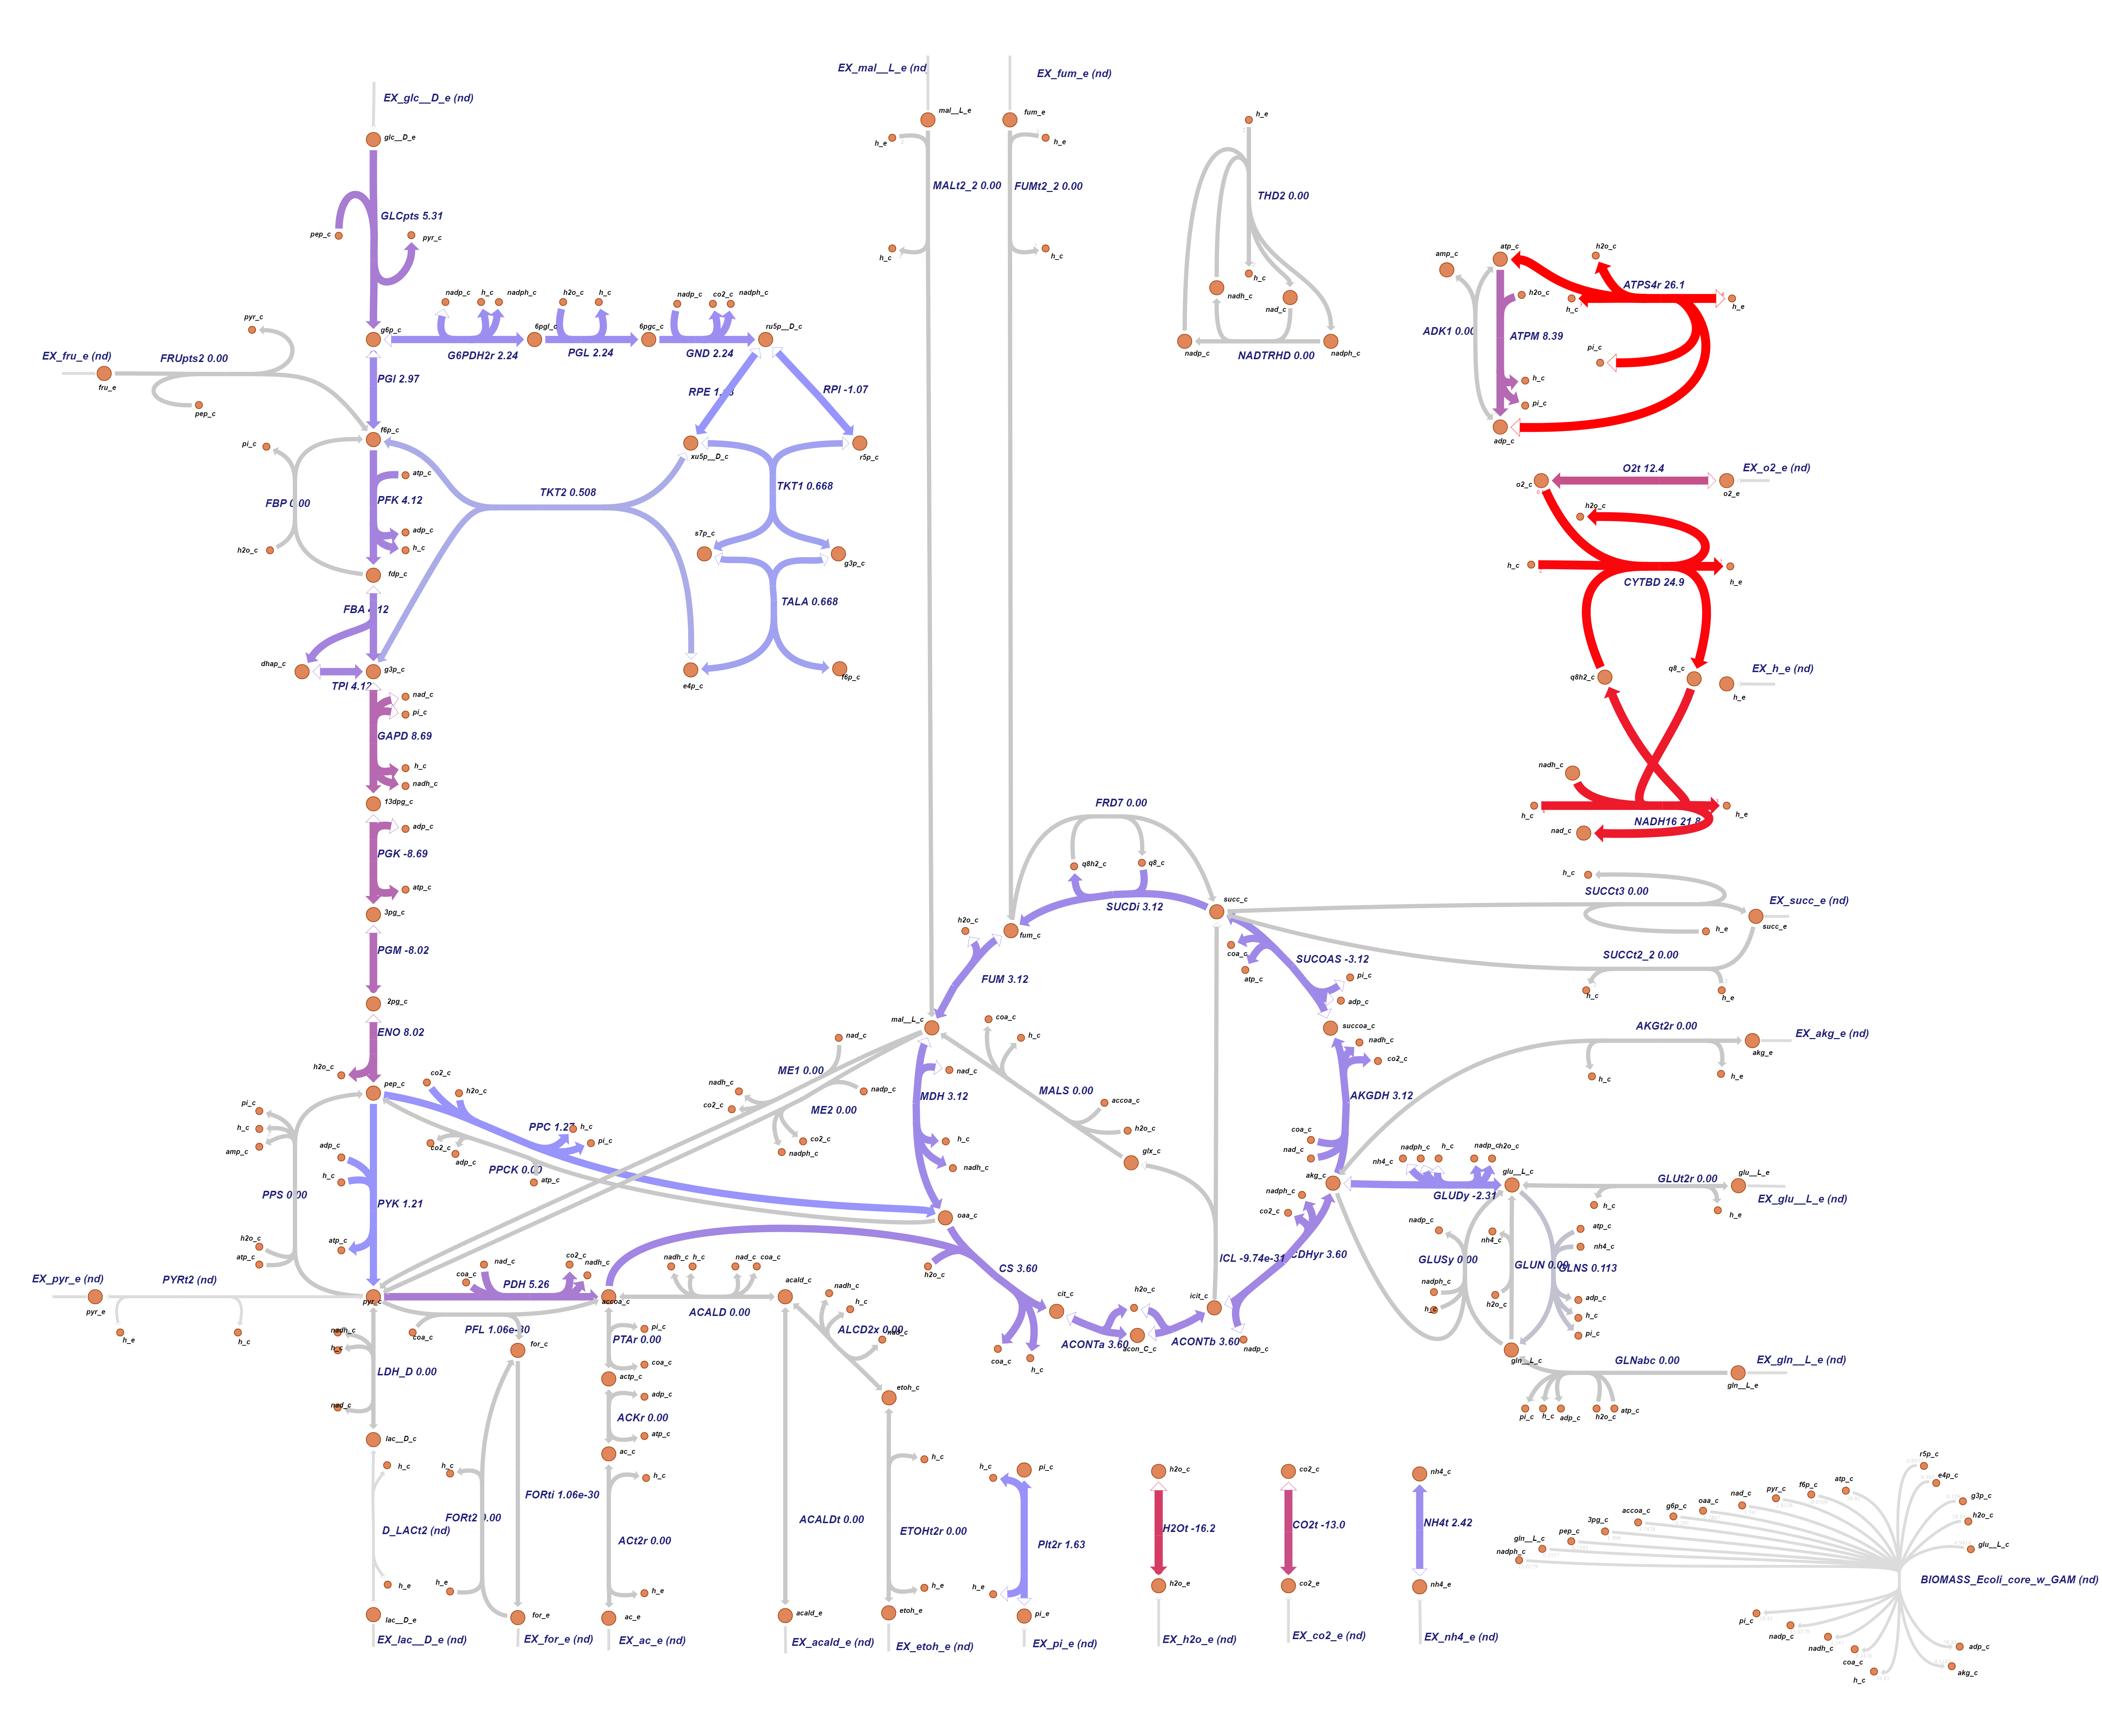 EX_mal__L_e (nd)
EX_fum_e (nd)
EX_glc__D_e (nd)
glc__D_e
mal__L_e
fum_e
h_e
h_e
h_e
MALt2_2 0.00
FUMt2_2 0.00
THD2 0.00
GLCpts 5.31
pep_c
pyr_c
h_c
h_c
h_c
nadh_c
nad_c
nadp_c
nadph_c
NADTRHD 0.00
amp_c
atp_c
h2o_c
ATPS4r 26.1
h2o_c
h_c
h_e
ADK1 0.00
ATPM 8.39
pi_c
h_c
pi_c
adp_c
nadp_c
h_c
nadph_c
h2o_c
h_c
nadp_c
co2_c
nadph_c
g6p_c
6pgl_c
6pgc_c
ru5p__D_c
G6PDH2r 2.24
PGL 2.24
GND 2.24
pyr_c
EX_fru_e (nd)
FRUpts2 0.00
fru_e
pep_c
PGI 2.97
RPE 1.18
RPI -1.07
f6p_c
xu5p__D_c
r5p_c
pi_c
atp_c
FBP 0.00
PFK 4.12
TKT2 0.508
TKT1 0.668
adp_c
h_c
h2o_c
fdp_c
s7p_c
g3p_c
FBA 4.12
TALA 0.668
dhap_c
g3p_c
TPI 4.12
e4p_c
f6p_c
O2t 12.4
EX_o2_e (nd)
o2_c
o2_e
h2o_c
h_c
CYTBD 24.9
h_e
q8h2_c
q8_c
EX_h_e (nd)
h_e
nadh_c
h_c
NADH16 21.8
h_e
nad_c
nad_c
pi_c
GAPD 8.69
h_c
nadh_c
13dpg_c
adp_c
PGK -8.69
atp_c
3pg_c
PGM -8.02
2pg_c
ENO 8.02
h2o_c
pep_c
FRD7 0.00
q8h2_c
q8_c
SUCDi 3.12
succ_c
h2o_c
fum_c
FUM 3.12
coa_c
atp_c
SUCOAS -3.12
pi_c
adp_c
succoa_c
h_c
SUCCt3 0.00
EX_succ_e (nd)
succ_e
h_e
SUCCt2_2 0.00
h_c
h_e
AKGt2r 0.00
EX_akg_e (nd)
akg_e
h_c
h_e
mal__L_c
coa_c
h_c
nad_c
ME1 0.00
nadh_c
co2_c
nadp_c
ME2 0.00
co2_c
nadph_c
nad_c
MDH 3.12
h_c
nadh_c
MALS 0.00
accoa_c
h2o_c
glx_c
nadh_c
co2_c
AKGDH 3.12
coa_c
nad_c
akg_c
co2_c
h2o_c
PPC 1.27
h_c
pi_c
co2_c
adp_c
PPCK 0.00
atp_c
pi_c
h_c
amp_c
adp_c
h_c
PPS 0.00
PYK 1.21
h2o_c
atp_c
atp_c
oaa_c
nadph_c
h_c
nadp_c
h2o_c
nh4_c
glu__L_c
GLUDy -2.31
GLUt2r 0.00
glu__L_e
EX_glu__L_e (nd)
h_c
h_e
nadp_c
nh4_c
atp_c
nh4_c
GLUSy 0.00
GLUN 0.00
GLNS 0.113
nadph_c
h_c
h2o_c
adp_c
h_c
pi_c
gln__L_c
GLNabc 0.00
EX_gln__L_e (nd)
gln__L_e
pi_c
h_c
adp_c
h2o_c
atp_c
nadph_c
co2_c
ICL -9.74e-31
ICDHyr 3.60
icit_c
nadp_c
h2o_c
ACONTb 3.60
acon_C_c
ACONTa 3.60
cit_c
CS 3.60
h2o_c
coa_c
h_c
EX_pyr_e (nd)
PYRt2 (nd)
pyr_e
h_e
h_c
pyr_c
nad_c
coa_c
co2_c
nadh_c
PDH 5.26
accoa_c
nadh_c
h_c
nad_c
coa_c
ACALD 0.00
acald_c
nadh_c
h_c
ALCD2x 0.00
nad_c
PFL 1.06e-30
coa_c
for_c
nadh_c
h_c
LDH_D 0.00
nad_c
lac__D_c
PTAr 0.00
pi_c
coa_c
actp_c
adp_c
ACKr 0.00
atp_c
ac_c
etoh_c
h_c
h_c
h_c
h_c
h_c
pi_c
h2o_c
co2_c
nh4_c
D_LACt2 (nd)
FORt2 0.00
FORti 1.06e-30
ACt2r 0.00
ACALDt 0.00
ETOHt2r 0.00
PIt2r 1.63
H2Ot -16.2
CO2t -13.0
NH4t 2.42
h_e
h_e
h_e
h_e
h_e
lac__D_e
for_e
ac_e
acald_e
etoh_e
pi_e
h2o_e
co2_e
nh4_e
EX_lac__D_e (nd)
EX_for_e (nd)
EX_ac_e (nd)
EX_acald_e (nd)
EX_etoh_e (nd)
EX_pi_e (nd)
EX_h2o_e (nd)
EX_co2_e (nd)
EX_nh4_e (nd)
r5p_c
e4p_c
g3p_c
h2o_c
glu__L_c
atp_c
f6p_c
pyr_c
nad_c
oaa_c
g6p_c
accoa_c
3pg_c
pep_c
gln__L_c
nadph_c
BIOMASS_Ecoli_core_w_GAM (nd)
pi_c
nadp_c
nadh_c
coa_c
h_c
adp_c
akg_c